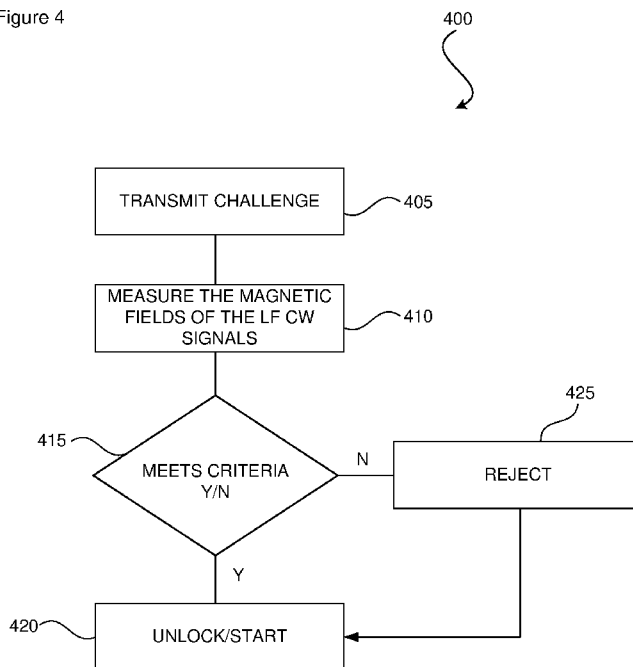 Figure 4
400
TRANSMIT CHALLENGE
405
MEASURE THE MAGNETIC
FIELDS OF THE LF CW
SIGNALS
410
425
415
MEETS CRITERIA
Y/N
N
REJECT
Y
420
UNLOCK/START